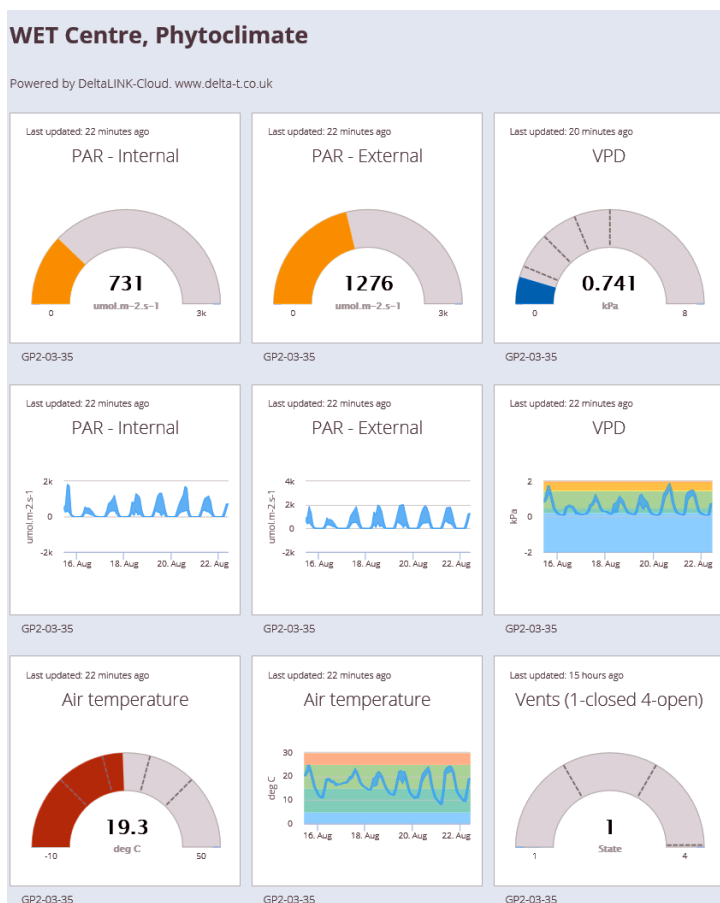 WET Centre, Phytoclimate
Powered by DeltaLINK-Cloud. www.delta-t.co.uk
Last updated: 22 minutes ago
PAR - Internal
731
umol.m-2.s-1
0
3k
GP2-03-35
Last updated: 22 minutes ago
PAR - External
1276
umol.m-2.s-1
0
3k
GP2-03-35
Last updated: 20 minutes ago
VPD
0.741
kPa
0
8
GP2-03-35
Last updated: 22 minutes ago
PAR - Internal
umol.m-2.s-1
2k
0
-2k
16. Aug 18. Aug 20. Aug 22. Aug
GP2-03-35
Last updated: 22 minutes ago
PAR - External
umol.m-2.s-1
4k
2k
0
-2k
16. Aug 18. Aug 20. Aug 22. Aug
GP2-03-35
Last updated: 22 minutes ago
VPD
kPa
2
0
-2
16. Aug 18. Aug 20. Aug 22. Aug
GP2-03-35
Last updated: 22 minutes ago
Air temperature
19.3
deg C
-10
50
GP2-03-35
Last updated: 22 minutes ago
Air temperature
deg C
30
20
10
0
16. Aug 18. Aug 20. Aug 22. Aug
GP2-03-35
Last updated: 15 hours ago
Vents (1-closed 4-open)
1
State
1
4
GP2-03-35